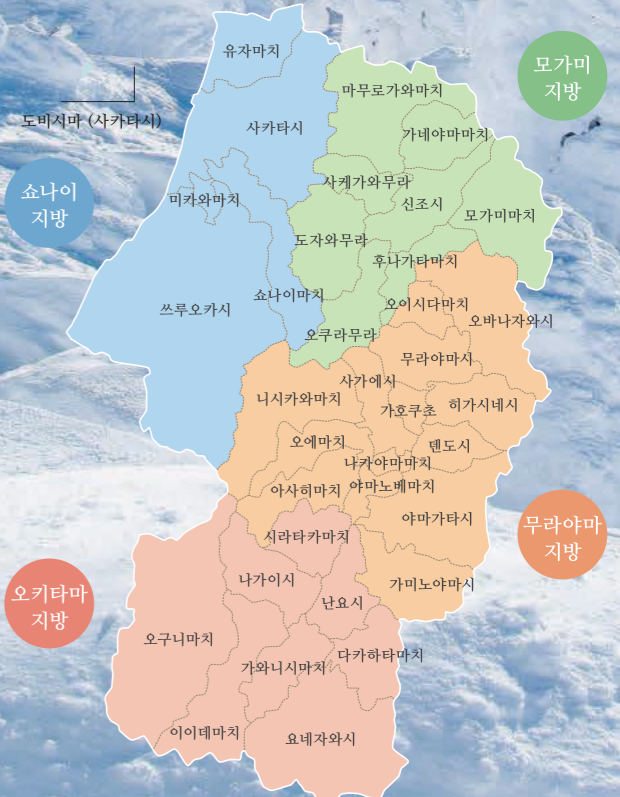 유자마치
모가미
지방
마무로가와마치
도비시마 (사카타시)
사카타시
가네야마마치
사케가와무라
쇼나이
지방
미카와마치
신조시
모가미마치
도자와무라
후나가타마치
쇼나이마치
오이시다마치
쓰루오카시
오바나자와시
오쿠라무라
무라야마시
사가에시
니시카와마치
가호쿠초
히가시네시
오에마치
덴도시
나카야마마치
아사히마치
야마노베마치
야마가타시
무라야마
지방
시라타카마치
나가이시
가미노야마시
오키타마
지방
난요시
오구니마치
다카하타마치
가와니시마치
이이데마치
요네자와시